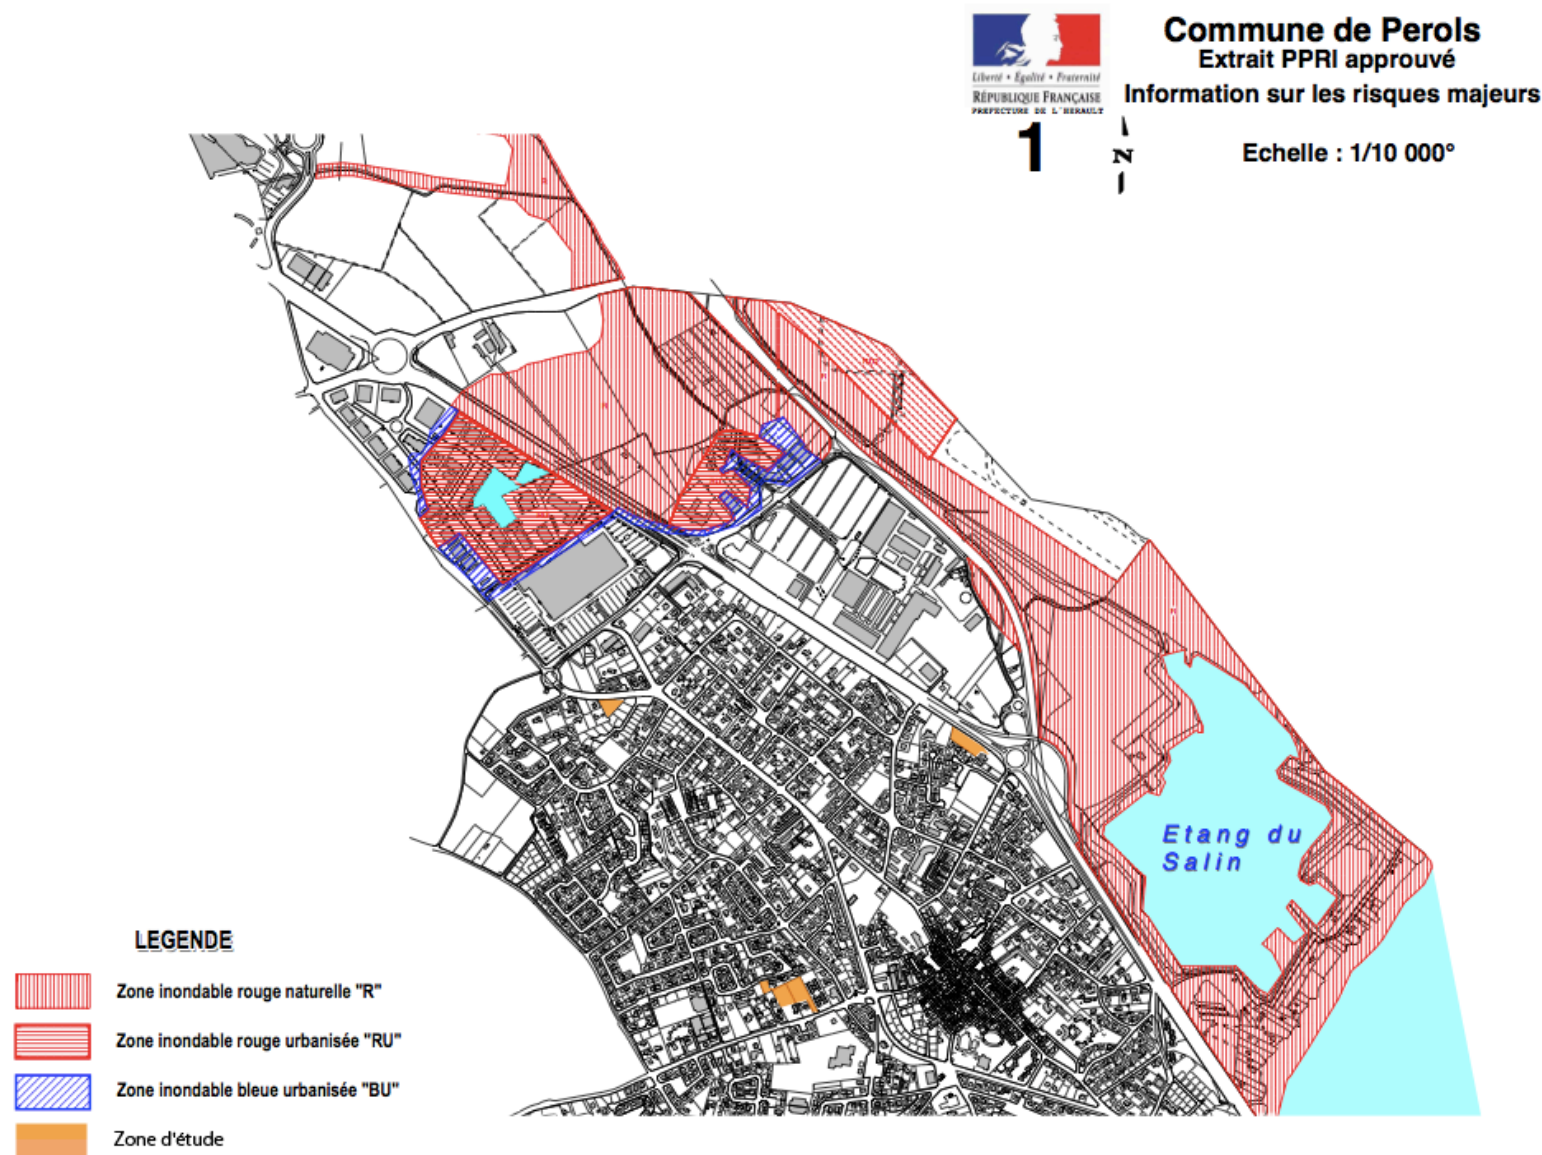 Commune de Perols
Extrait PPRI approuvé
Information sur les risques majeurs
Liberté • Égalité • Fraternité
RÉPUBLIQUE FRANÇAISE
PREFECTURE DE L'HERAULT
1
N
Echelle : 1/10 000°
Etang du
Salin
LEGENDE
Zone inondable rouge naturelle "R"
Zone inondable rouge urbanisée "RU"
Zone inondable bleue urbanisée "BU"
Zone d'étude